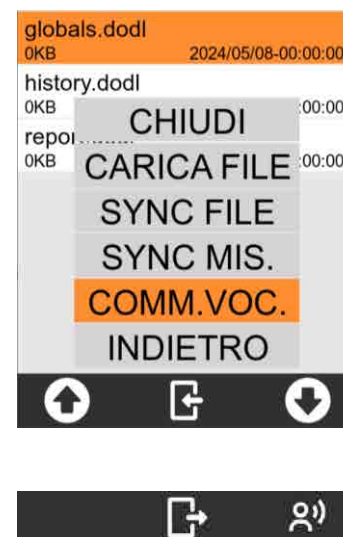 globals.dodl
0KB 2024/05/08-00:00:00
history.dodl
0KB :00:00
0KB :00:00
CHIUDI
CARICA FILE
SYNC FILE
SYNC MIS.
COMM.VOC.
INDIETRO